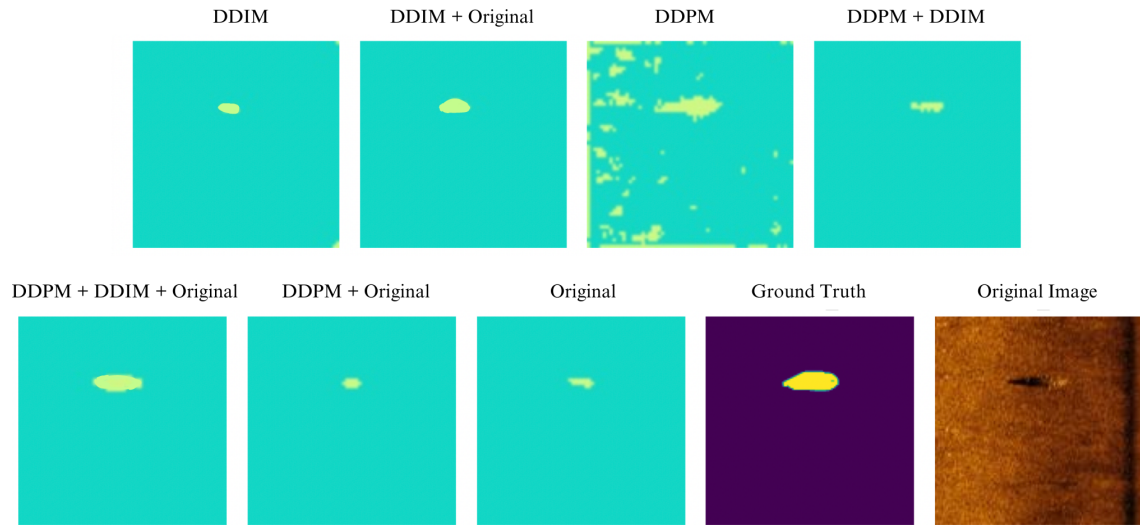 DDIM
DDIM + Original
DDPM
DDPM + DDIM
DDPM + DDIM + Original
DDPM + Original
Original
Ground Truth
Original Image